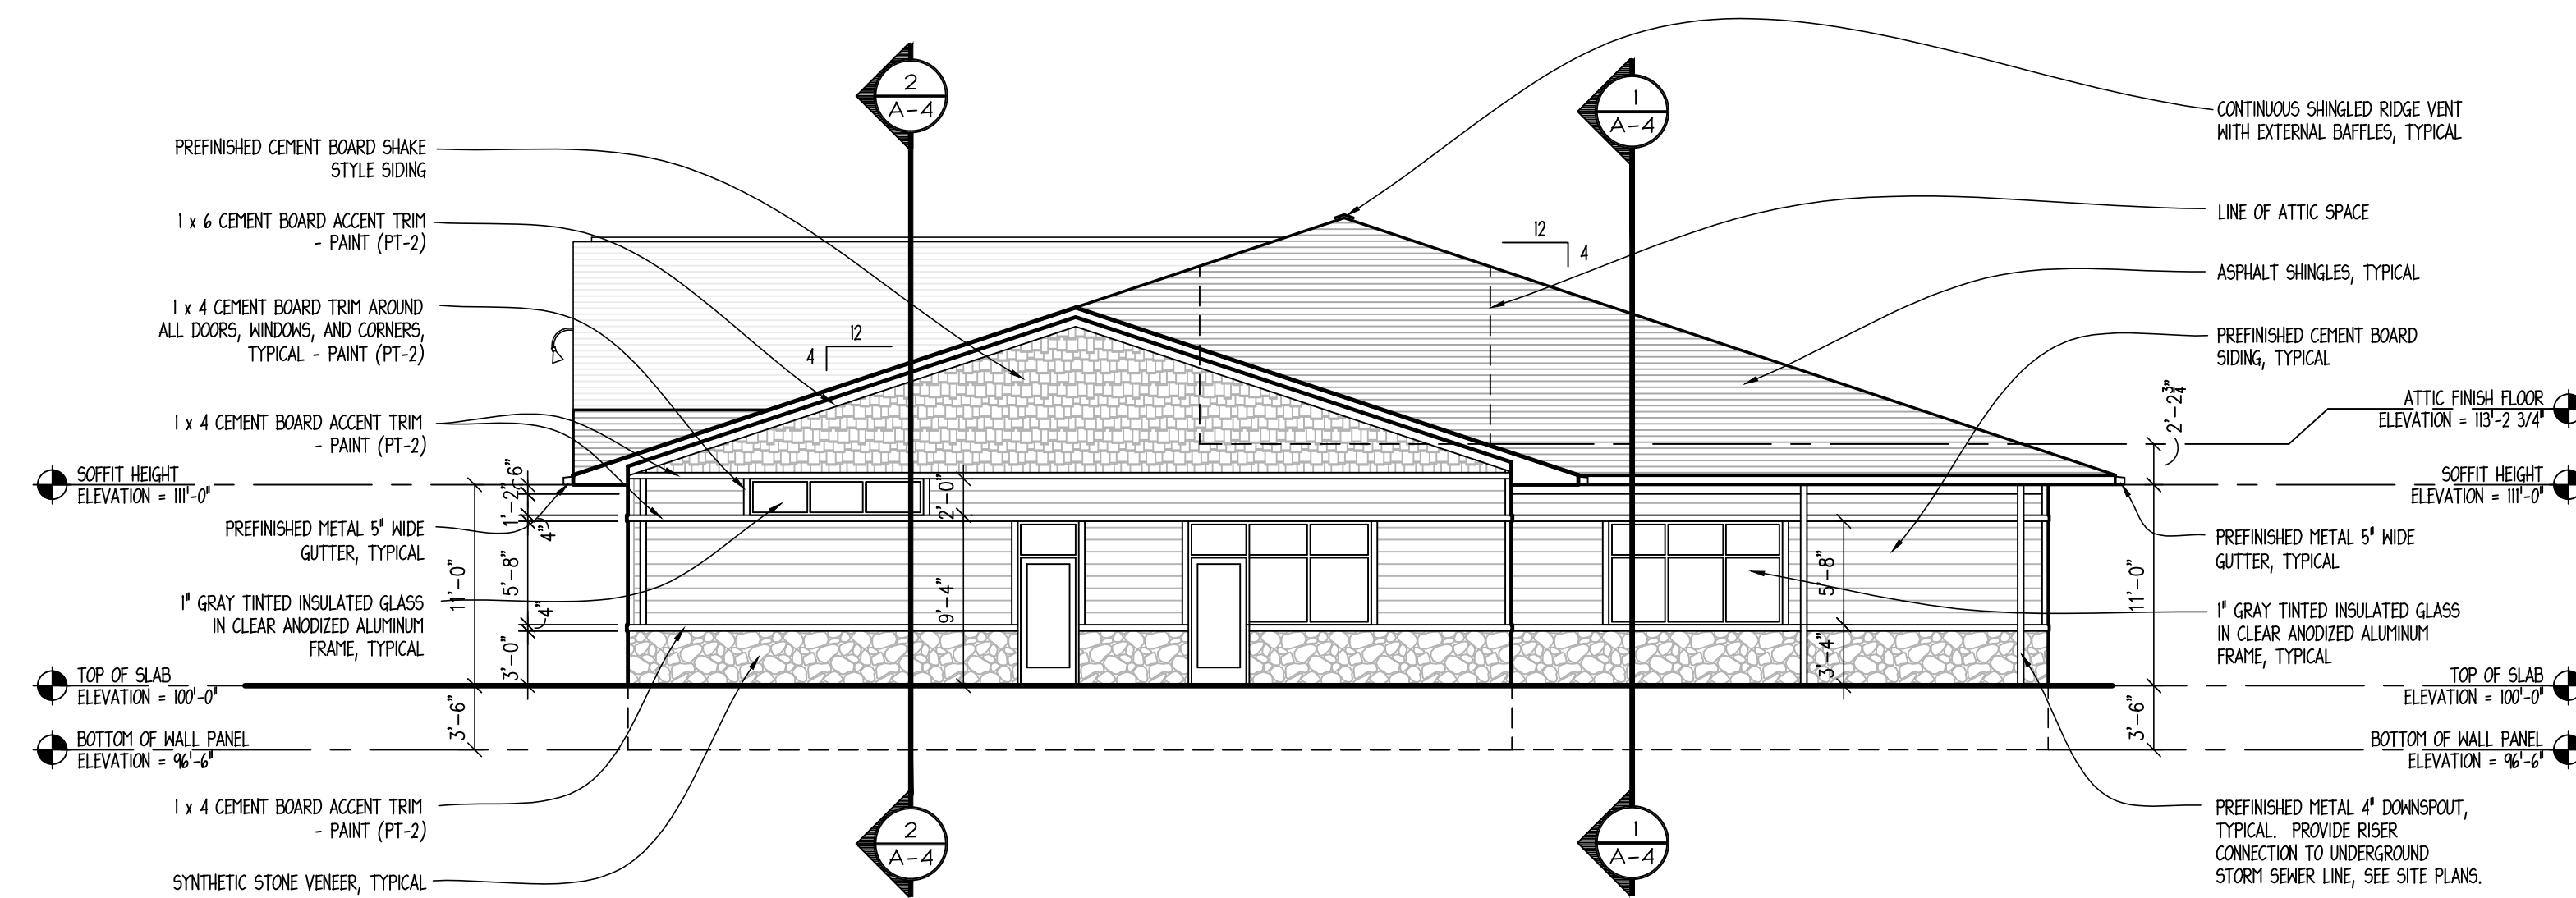 2
A-4
1
A-4
CONTINUOUS SHINGLED RIDGE VENT
WITH EXTERNAL BAFFLES, TYPICAL
PREFINISHED CEMENT BOARD SHAKE
STYLE SIDING
1 x 6 CEMENT BOARD ACCENT TRIM
- PAINT (PT-2)
1 x 4 CEMENT BOARD TRIM AROUND
ALL DOORS, WINDOWS, AND CORNERS,
TYPICAL - PAINT (PT-2)
1 x 4 CEMENT BOARD ACCENT TRIM
- PAINT (PT-2)
SOFFIT HEIGHT
ELEVATION = 111'-0"
PREFINISHED METAL 5" WIDE
GUTTER, TYPICAL
1" GRAY TINTED INSULATED GLASS
IN CLEAR ANODIZED ALUMINUM
FRAME, TYPICAL
TOP OF SLAB
ELEVATION = 100'-0"
BOTTOM OF WALL PANEL
ELEVATION = 96'-6"
1 x 4 CEMENT BOARD ACCENT TRIM
- PAINT (PT-2)
SYNTHETIC STONE VENEER, TYPICAL
11'-0"
3'-6"
6"
1'-2"
4"
5'-8"
4"
3'-0"
12
4
2'-0"
9'-4"
12
4
5'-8"
3'-4"
2'-2 3/4"
11'-0"
3'-6"
LINE OF ATTIC SPACE
ASPHALT SHINGLES, TYPICAL
PREFINISHED CEMENT BOARD
SIDING, TYPICAL
ATTIC FINISH FLOOR
ELEVATION = 113'-2 3/4"
SOFFIT HEIGHT
ELEVATION = 111'-0"
PREFINISHED METAL 5" WIDE
GUTTER, TYPICAL
1" GRAY TINTED INSULATED GLASS
IN CLEAR ANODIZED ALUMINUM
FRAME, TYPICAL
TOP OF SLAB
ELEVATION = 100'-0"
BOTTOM OF WALL PANEL
ELEVATION = 96'-6"
PREFINISHED METAL 4" DOWNSPOUT,
TYPICAL. PROVIDE RISER
CONNECTION TO UNDERGROUND
STORM SEWER LINE, SEE SITE PLANS.
2
A-4
1
A-4